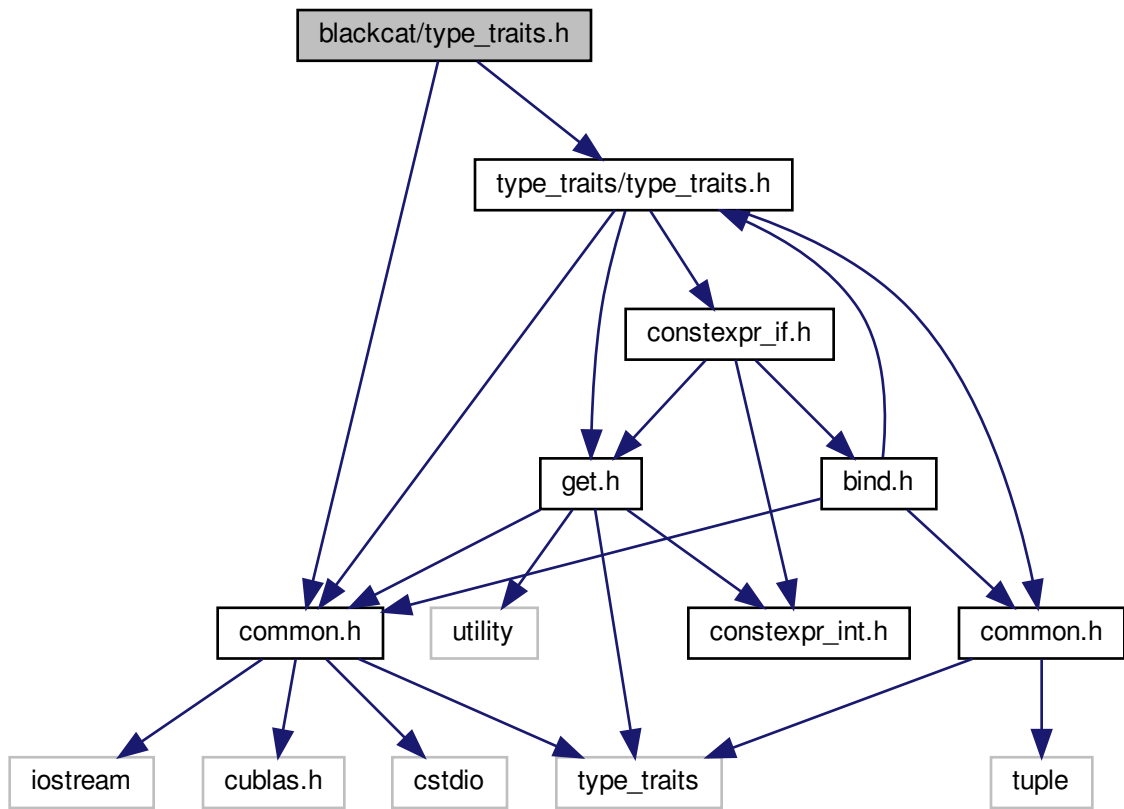 blackcat/type_traits.h
type_traits/type_traits.h
constexpr_if.h
get.h
bind.h
common.h
utility
constexpr_int.h
common.h
iostream
cublas.h
cstdio
type_traits
tuple